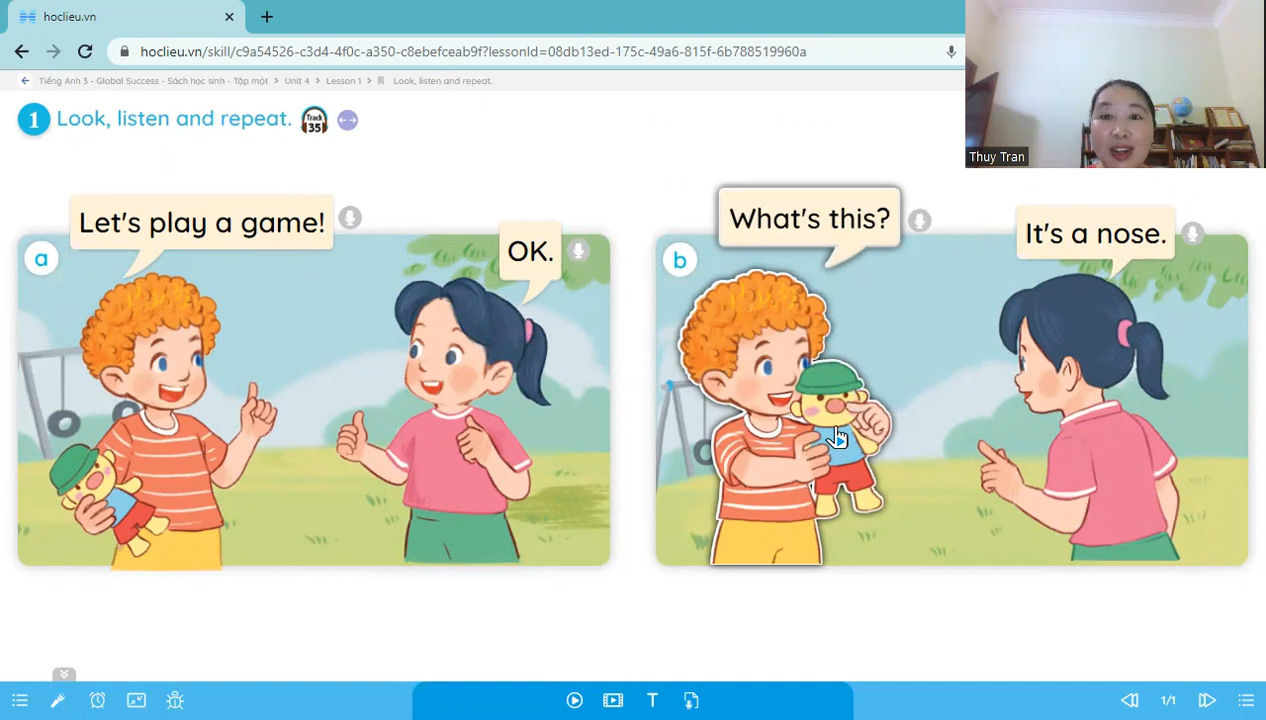 hoclieu.vn
hoclieu.vn/skill/c9a54526-c3d4-4f0c-a350-c8ebefceab9f?lessonId=08db13ed-175c-49a6-815f-6b788519960a
Tiếng Anh 3 - Global Success - Sách học sinh - Tập một > Unit 4 > Lesson 1 > Look, listen and repeat.
1 Look, listen and repeat. Track 35
Thuy Tran
a
Let's play a game!
OK.
b
What's this?
It's a nose.
T
1/1